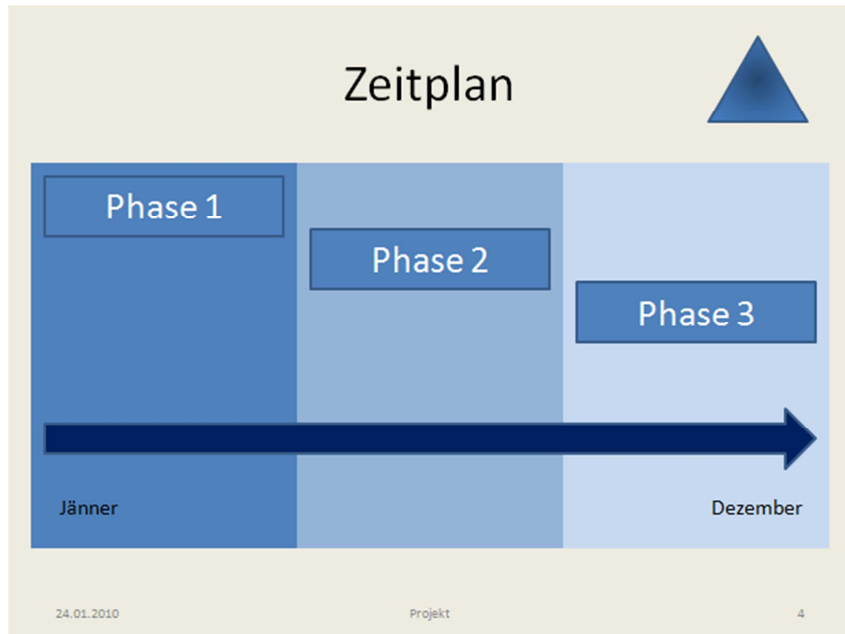 Zeitplan
Phase 1
Phase 2
Phase 3
Jänner
Dezember
24.01.2010
Projekt
4